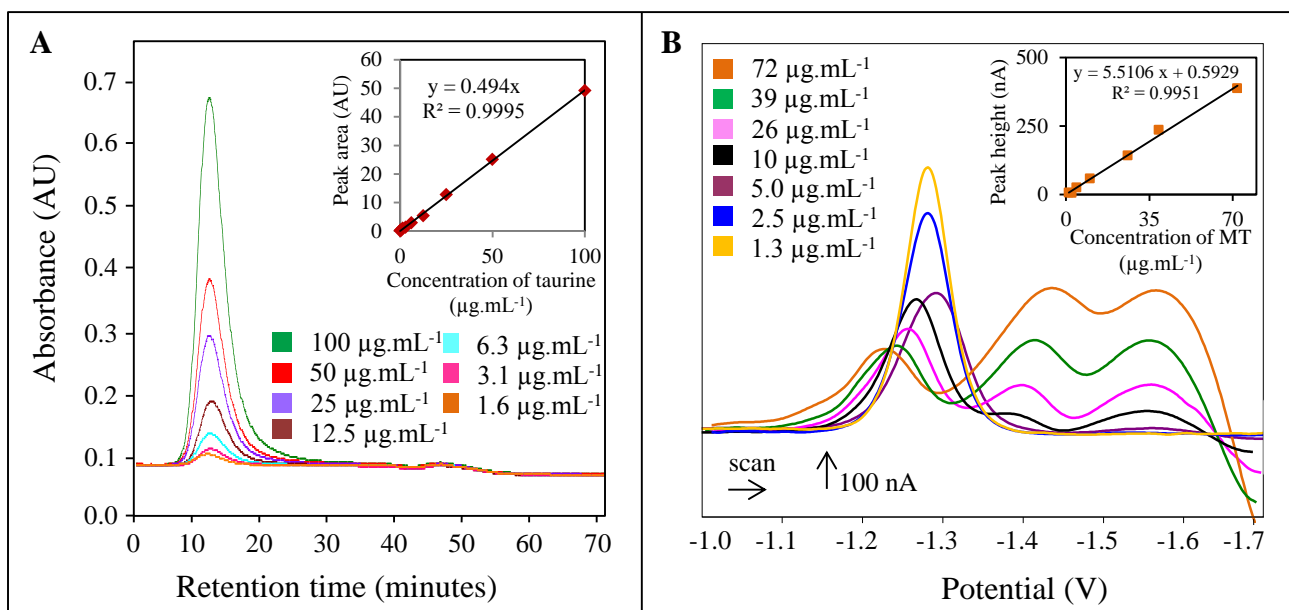 A
0.7
0.6
0.5
0.4
0.3
0.2
0.1
0.0
Absorbance (AU)
0
10
20
30
40
50
60
70
Retention time (minutes)
60
50
40
30
20
10
0
Peak area (AU)
y = 0.494x
R² = 0.9995
0
50
100
Concentration of taurine
(µg.mL⁻¹)
100 µg.mL⁻¹
50 µg.mL⁻¹
25 µg.mL⁻¹
12.5 µg.mL⁻¹
6.3 µg.mL⁻¹
3.1 µg.mL⁻¹
1.6 µg.mL⁻¹
B
72 µg.mL⁻¹
39 µg.mL⁻¹
26 µg.mL⁻¹
10 µg.mL⁻¹
5.0 µg.mL⁻¹
2.5 µg.mL⁻¹
1.3 µg.mL⁻¹
500
250
0
Peak height (nA)
y = 5.5106 x + 0.5929
R² = 0.9951
0
35
70
Concentration of MT
(µg.mL⁻¹)
scan
100 nA
-1.0
-1.1
-1.2
-1.3
-1.4
-1.5
-1.6
-1.7
Potential (V)